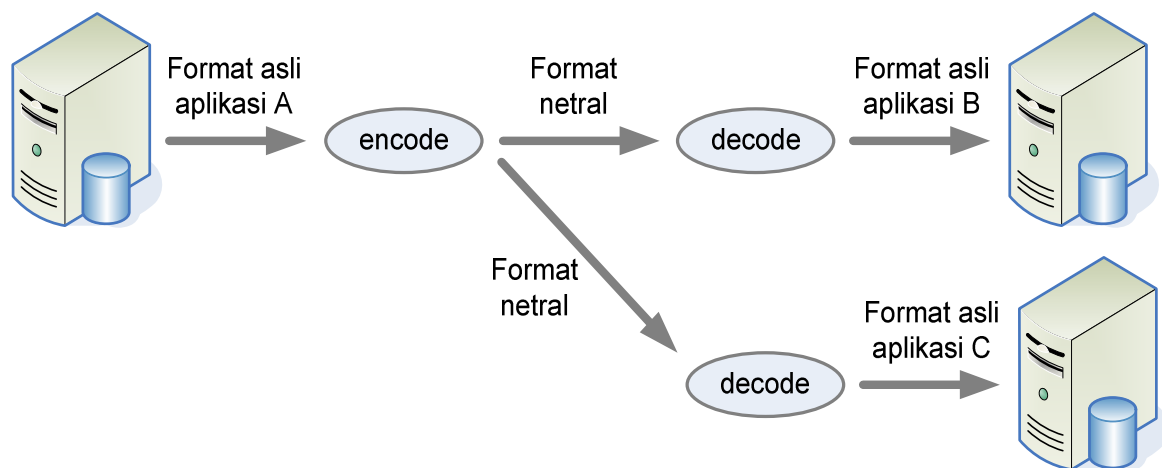 Format asli
aplikasi A
encode
Format
netral
decode
Format asli
aplikasi B
Format
netral
decode
Format asli
aplikasi C